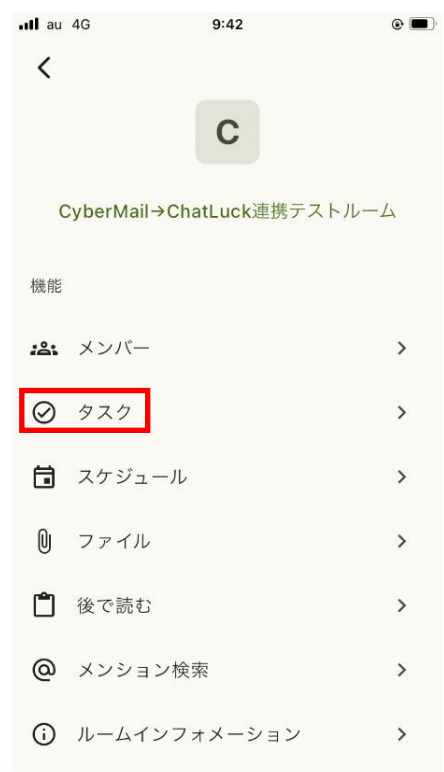 au 4G 9:42
C
CyberMail→ChatLuck連携テストルーム
機能
メンバー
タスク
スケジュール
ファイル
後で読む
メンション検索
ルームインフォメーション